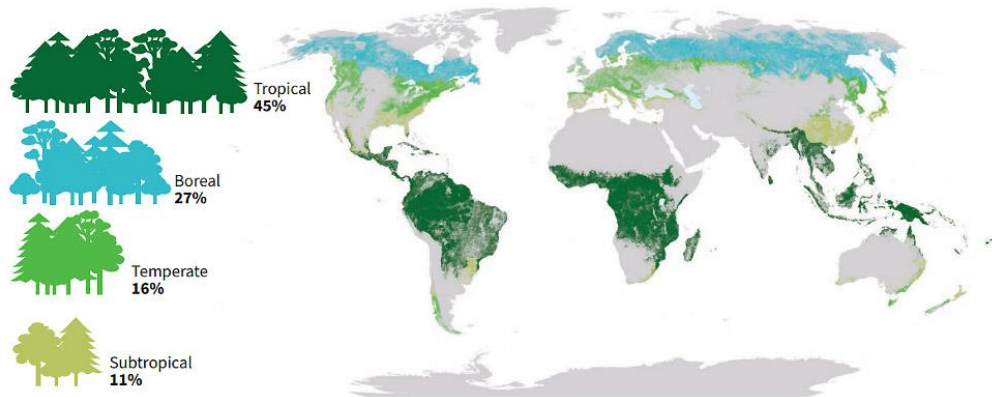 Tropical
45%
Boreal
27%
Temperate
16%
Subtropical
11%